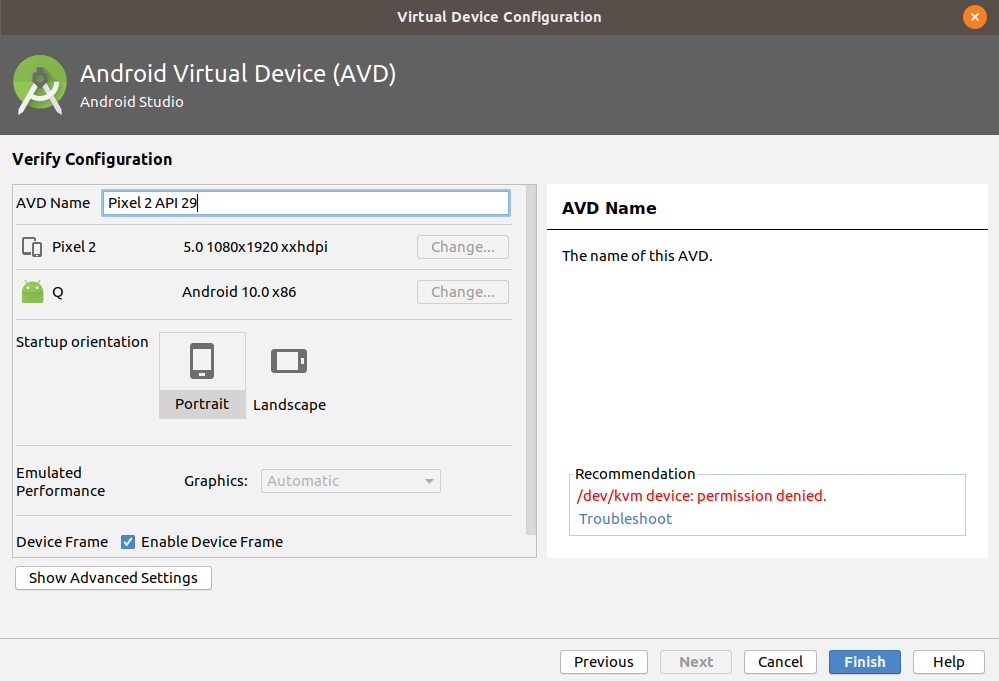 Virtual Device Configuration
Android Virtual Device (AVD)
Android Studio
Verify Configuration
AVD Name Pixel 2 API 29
Pixel 2 5.0 1080x1920 xxhdpi Change...
Q Android 10.0 x86 Change...
Startup orientation
Portrait Landscape
Emulated
Performance
Graphics: Automatic
Device Frame Enable Device Frame
Show Advanced Settings
AVD Name
The name of this AVD.
Recommendation
/dev/kvm device: permission denied.
Troubleshoot
Previous Next Cancel Finish Help